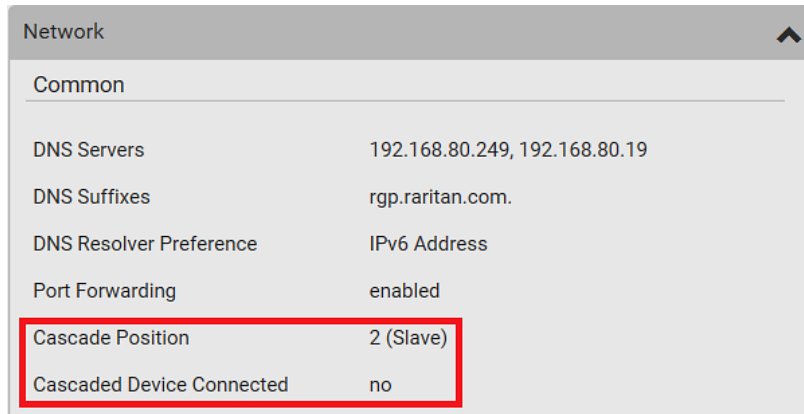 Network
Common
DNS Servers 192.168.80.249, 192.168.80.19
DNS Suffixes rgp.raritan.com.
DNS Resolver Preference IPv6 Address
Port Forwarding enabled
Cascade Position 2 (Slave)
Cascaded Device Connected no